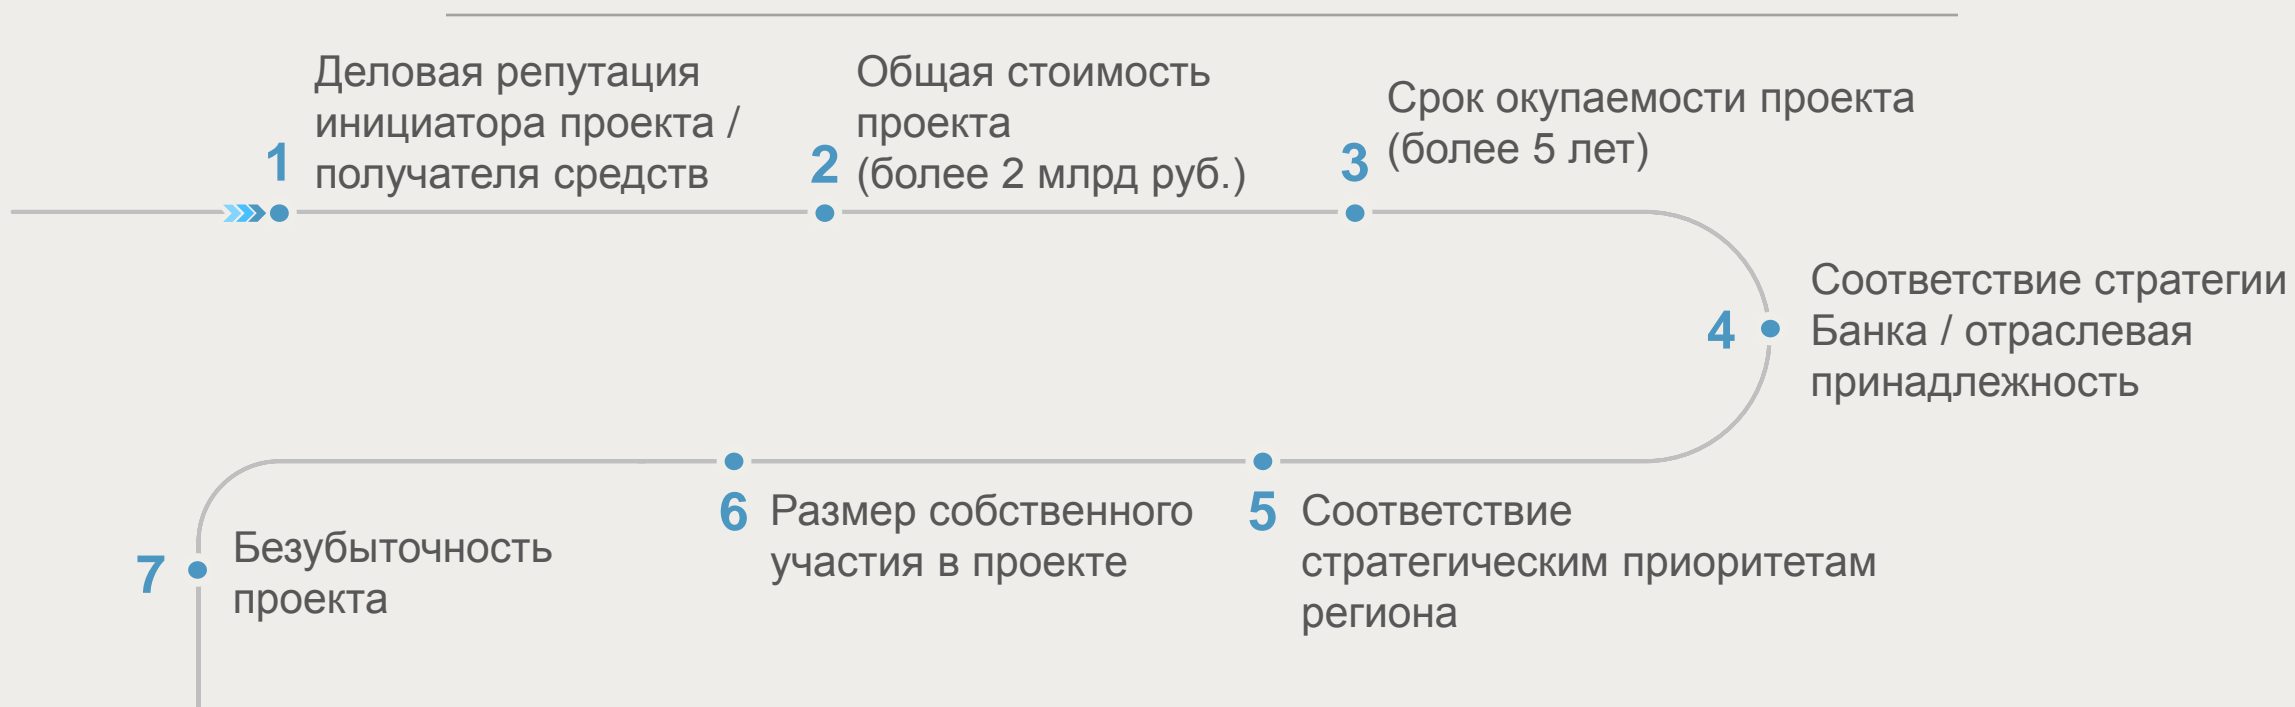 1
Деловая репутация
инициатора проекта /
получателя средств
2
Общая стоимость
проекта
(более 2 млрд руб.)
3
Срок окупаемости проекта
(более 5 лет)
4
Соответствие стратегии
Банка / отраслевая
принадлежность
5
Соответствие
стратегическим приоритетам
региона
6
Размер собственного
участия в проекте
7
Безубыточность
проекта